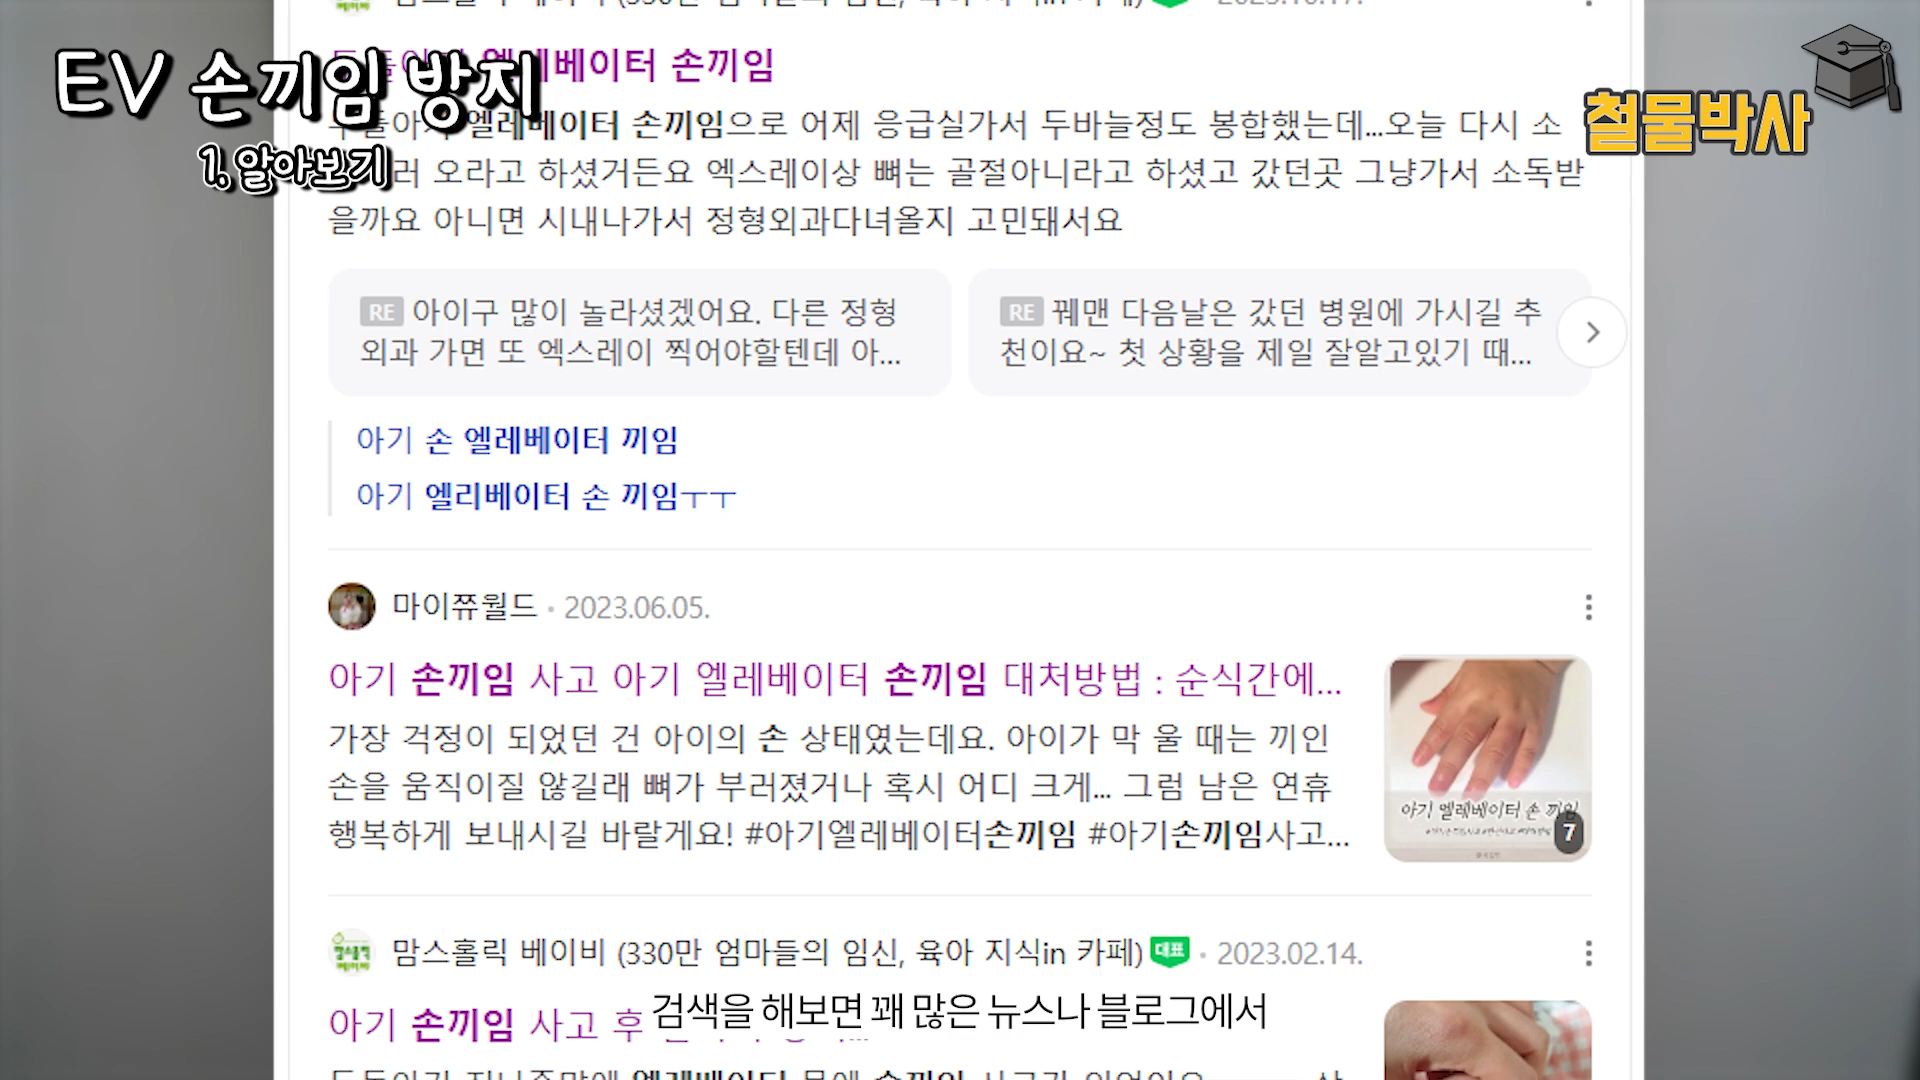 EV 손끼임 방지
1. 알아보기
철물박사
엘레베이터 손끼임
엘레베이터 손끼임으로 어제 응급실가서 두바늘정도 봉합했는데...오늘 다시 소
러 오라고 하셨거든요 엑스레이상 뼈는 골절아니라고 하셨고 갔던곳 그냥가서 소독받
을까요 아니면 시내나가서 정형외과다녀올지 고민돼서요
RE 아이구 많이 놀라셨겠어요. 다른 정형
외과 가면 또 엑스레이 찍어야할텐데 아...
RE 꿰맨 다음날은 갔던 병원에 가시길 추
천이요~ 첫 상황을 제일 잘알고있기 때...
아기 손 엘레베이터 끼임
아기 엘리베이터 손 끼임ㅜㅜ
마이쮸월드 · 2023.06.05.
아기 손끼임 사고 아기 엘레베이터 손끼임 대처방법 : 순식간에...
가장 걱정이 되었던 건 아이의 손 상태였는데요. 아이가 막 울 때는 끼인
손을 움직이질 않길래 뼈가 부러졌거나 혹시 어디 크게... 그럼 남은 연휴
행복하게 보내시길 바랄게요! #아기엘레베이터손끼임 #아기손끼임사고...
아기 엘레베이터 손 끼임
7
맘스홀릭 베이비 (330만 엄마들의 임신, 육아 지식in 카페) 대표 · 2023.02.14.
아기 손끼임 사고 후
검색을 해보면 꽤 많은 뉴스나 블로그에서